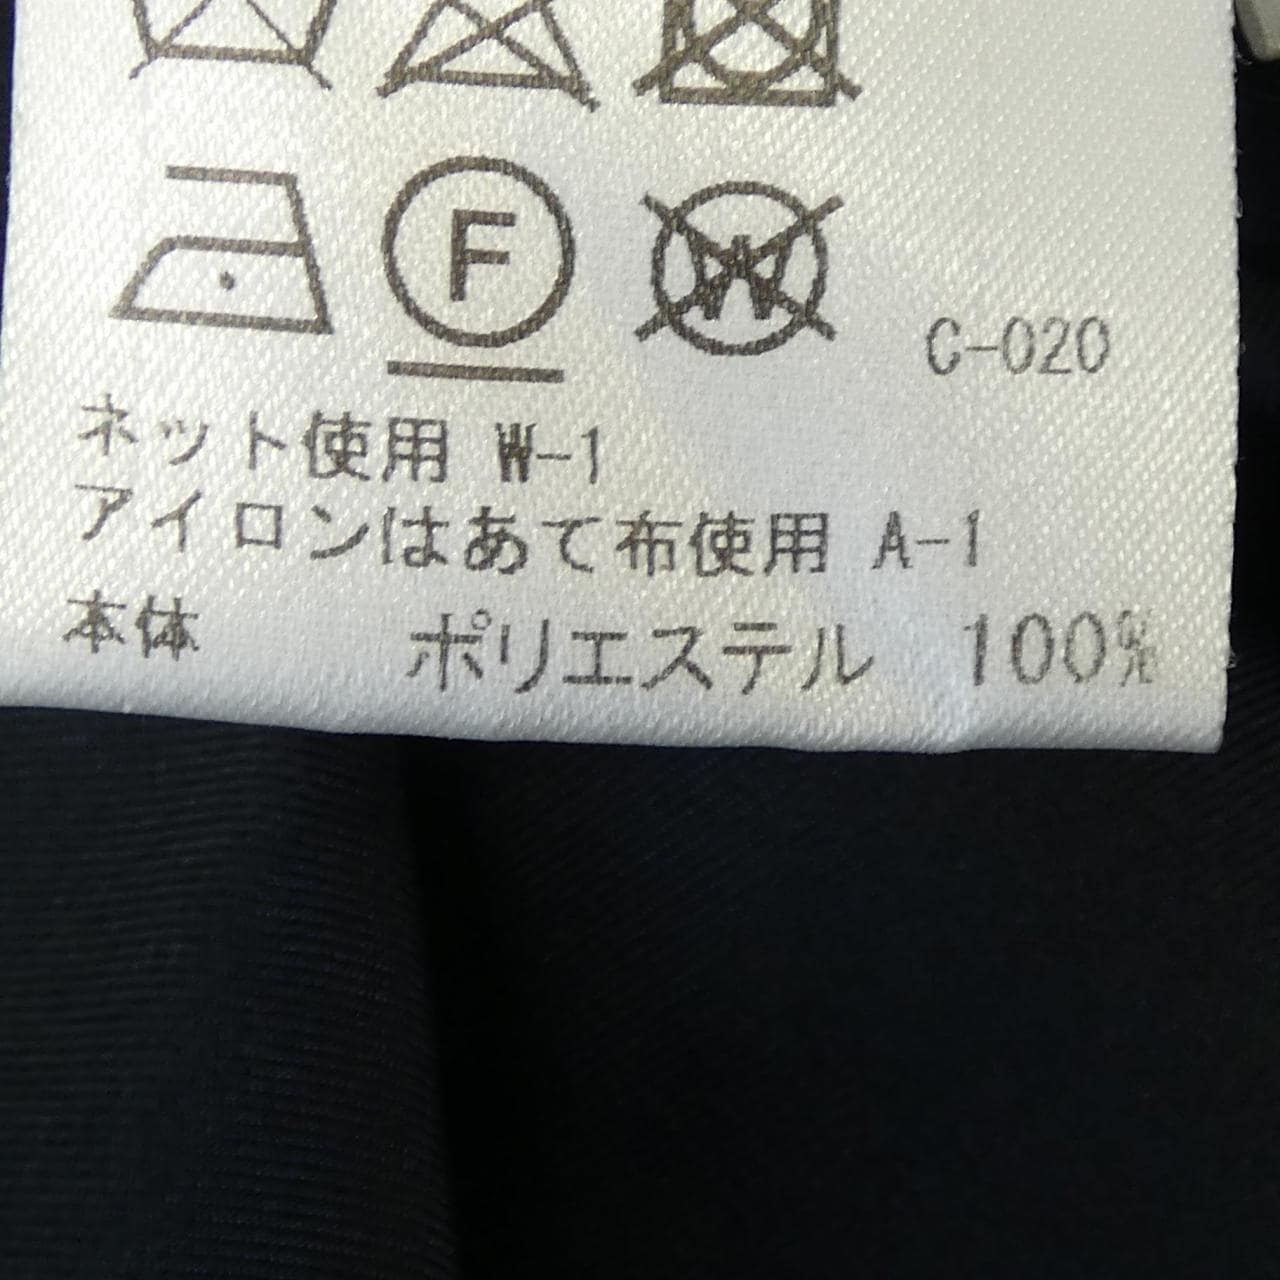 F W C-020
ネット使用 W-1
アイロンはあて布使用 A-1
本体 ポリエステル 100%